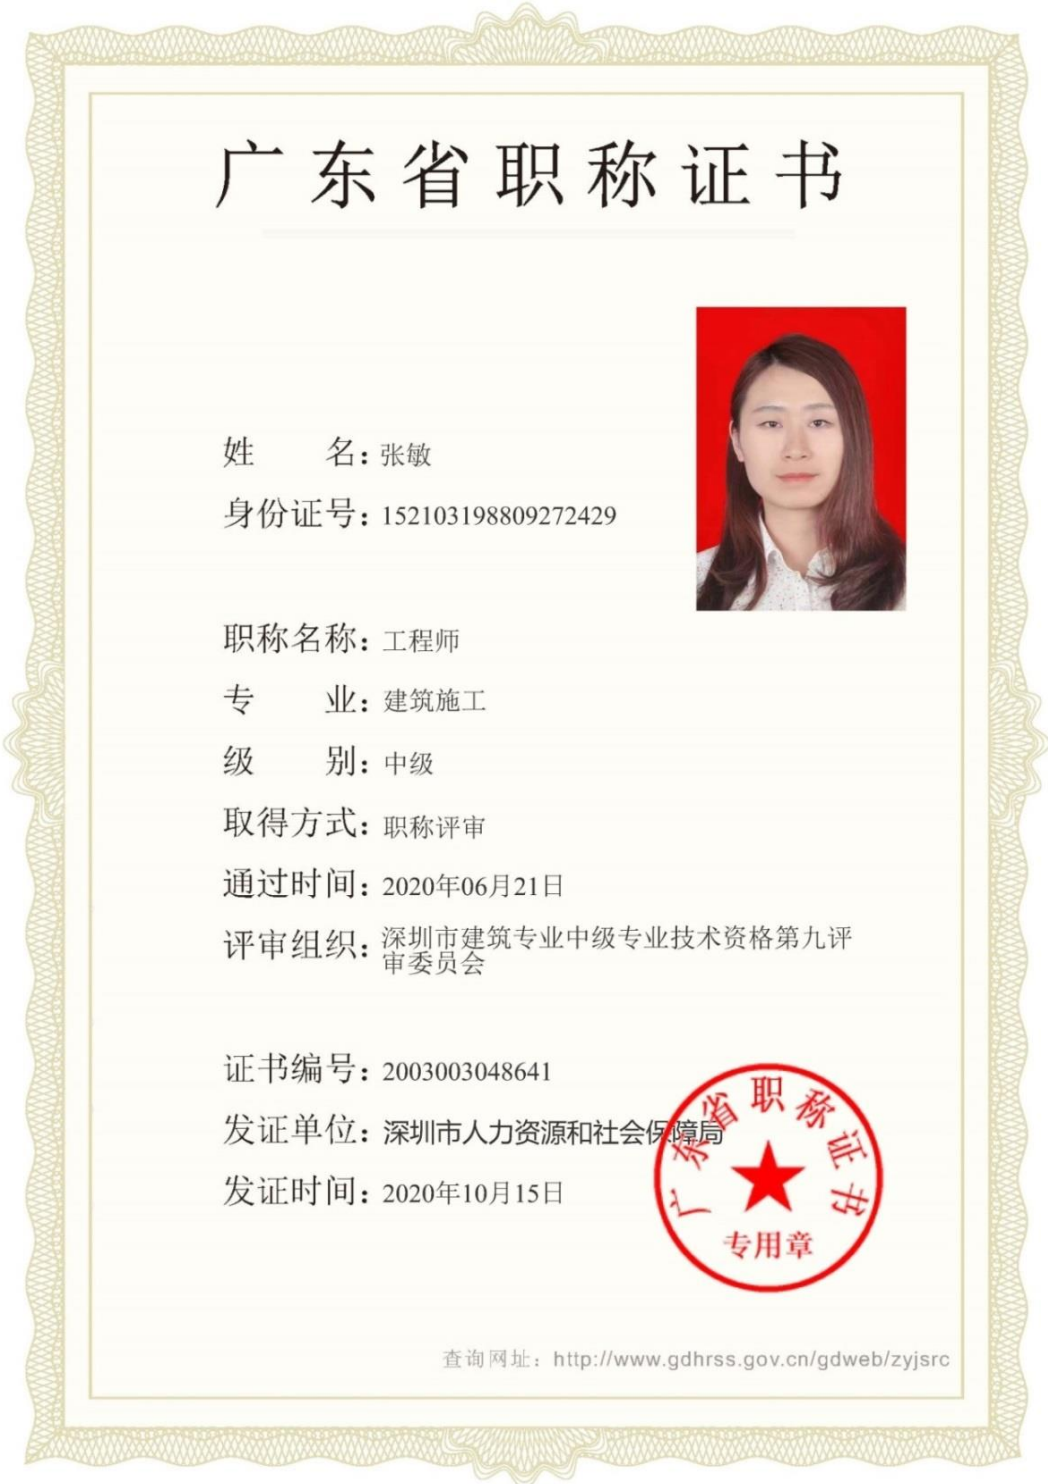 广东省职称证书
姓 名：张敏
身份证号：152103198809272429
职称名称：工程师
专 业：建筑施工
级 别：中级
取得方式：职称评审
通过时间：2020年06月21日
评审组织：深圳市建筑专业中级专业技术资格第九评
审委员会
证书编号：2003003048641
发证单位：深圳市人力资源和社会保障局
发证时间：2020年10月15日
广东省职称证书
专用章
查询网址：http://www.gdhrss.gov.cn/gdweb/zyjsrc